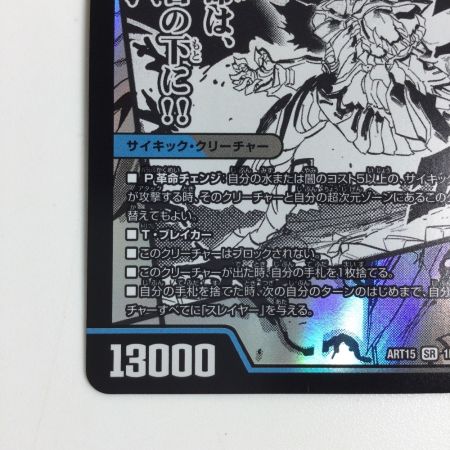 は、
の下に!!
サイキック・クリーチャー
■ P革命チェンジ:自分の水または闇のコスト5以上の、サイキッ
が攻撃する時、そのクリーチャーと自分の超次元ゾーンにあるこの
替えてもよい。
■ T・ブレイカー
■ このクリーチャーはブロックされない。
■ このクリーチャーが出た時、自分の手札を1枚捨てる。
■ 自分の手札を捨てた時、次の自分のターンのはじめまで、自分
チャーすべてに「スレイヤー」を与える。
13000
ART15 SR